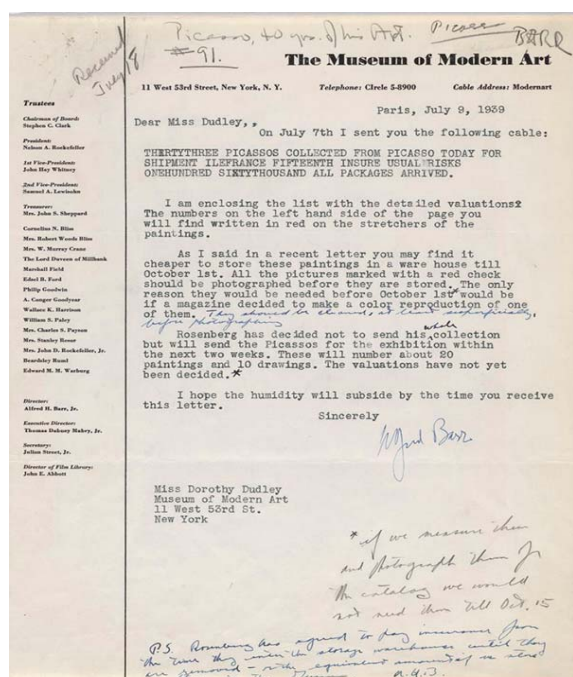 Picasso, 40 yrs. of his Art. Picasso
#91.
BARR
Received
July 18
The Museum of Modern Art
11 West 53rd Street, New York, N. Y. Telephone: CIrcle 5-8900 Cable Address: Modernart
Trustees
Chairman of Board:
Stephen C. Clark
President:
Nelson A. Rockefeller
1st Vice-President:
John Hay Whitney
2nd Vice-President:
Samuel A. Lewisohn
Treasurer:
Mrs. John S. Sheppard
Cornelius N. Bliss
Mrs. Robert Woods Bliss
Mrs. W. Murray Crane
The Lord Duveen of Millbank
Marshall Field
Edsel B. Ford
Philip Goodwin
A. Conger Goodyear
Wallace K. Harrison
William S. Paley
Mrs. Charles S. Payson
Mrs. Stanley Resor
Mrs. John D. Rockefeller, Jr.
Beardsley Ruml
Edward M. M. Warburg
Director:
Alfred H. Barr, Jr.
Executive Director:
Thomas Dabney Mabry, Jr.
Secretary:
Julian Street, Jr.
Director of Film Library:
John E. Abbott
Paris, July 9, 1939
Dear Miss Dudley,,
On July 7th I sent you the following cable:
THIRTYTHREE PICASSOS COLLECTED FROM PICASSO TODAY FOR
SHIPMENT ILEFRANCE FIFTEENTH INSURE USUAL RISKS
ONEHUNDRED SIXTYTHOUSAND ALL PACKAGES ARRIVED.
I am enclosing the list with the detailed valuations.
The numbers on the left hand side of the page you
will find written in red on the stretchers of the
paintings.
As I said in a recent letter you may find it
cheaper to store these paintings in a ware house till
October 1st. All the pictures marked with a red check
should be photographed before they are stored. The only
reason they would be needed before October 1st* would be
if a magazine decided to make a color reproduction of one
of them. They should be cleaned, at least superficially,
before photographing
Rosenberg has decided not to send his whole collection
but will send the Picassos for the exhibition within
the next two weeks. These will number about 20
paintings and 10 drawings. The valuations have not yet
been decided.*
I hope the humidity will subside by the time you receive
this letter.
Sincerely
Alfred Barr
Miss Dorothy Dudley
Museum of Modern Art
11 West 53rd St.
New York
* if we measure them
and photograph them for
the catalog we would
not need them till Oct. 15
P.S. Rosenberg has agreed to pay insurance from
the time they enter the storage warehouse until they
are removed
A.H.B.